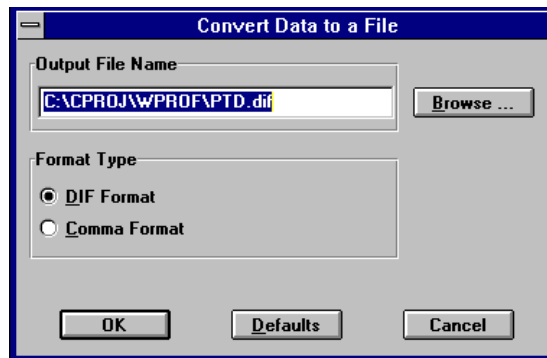 Convert Data to a File
Output File Name
C:\CPROJ\WPROF\PTD.dif
Browse ...
Format Type
DIF Format
Comma Format
OK Defaults Cancel